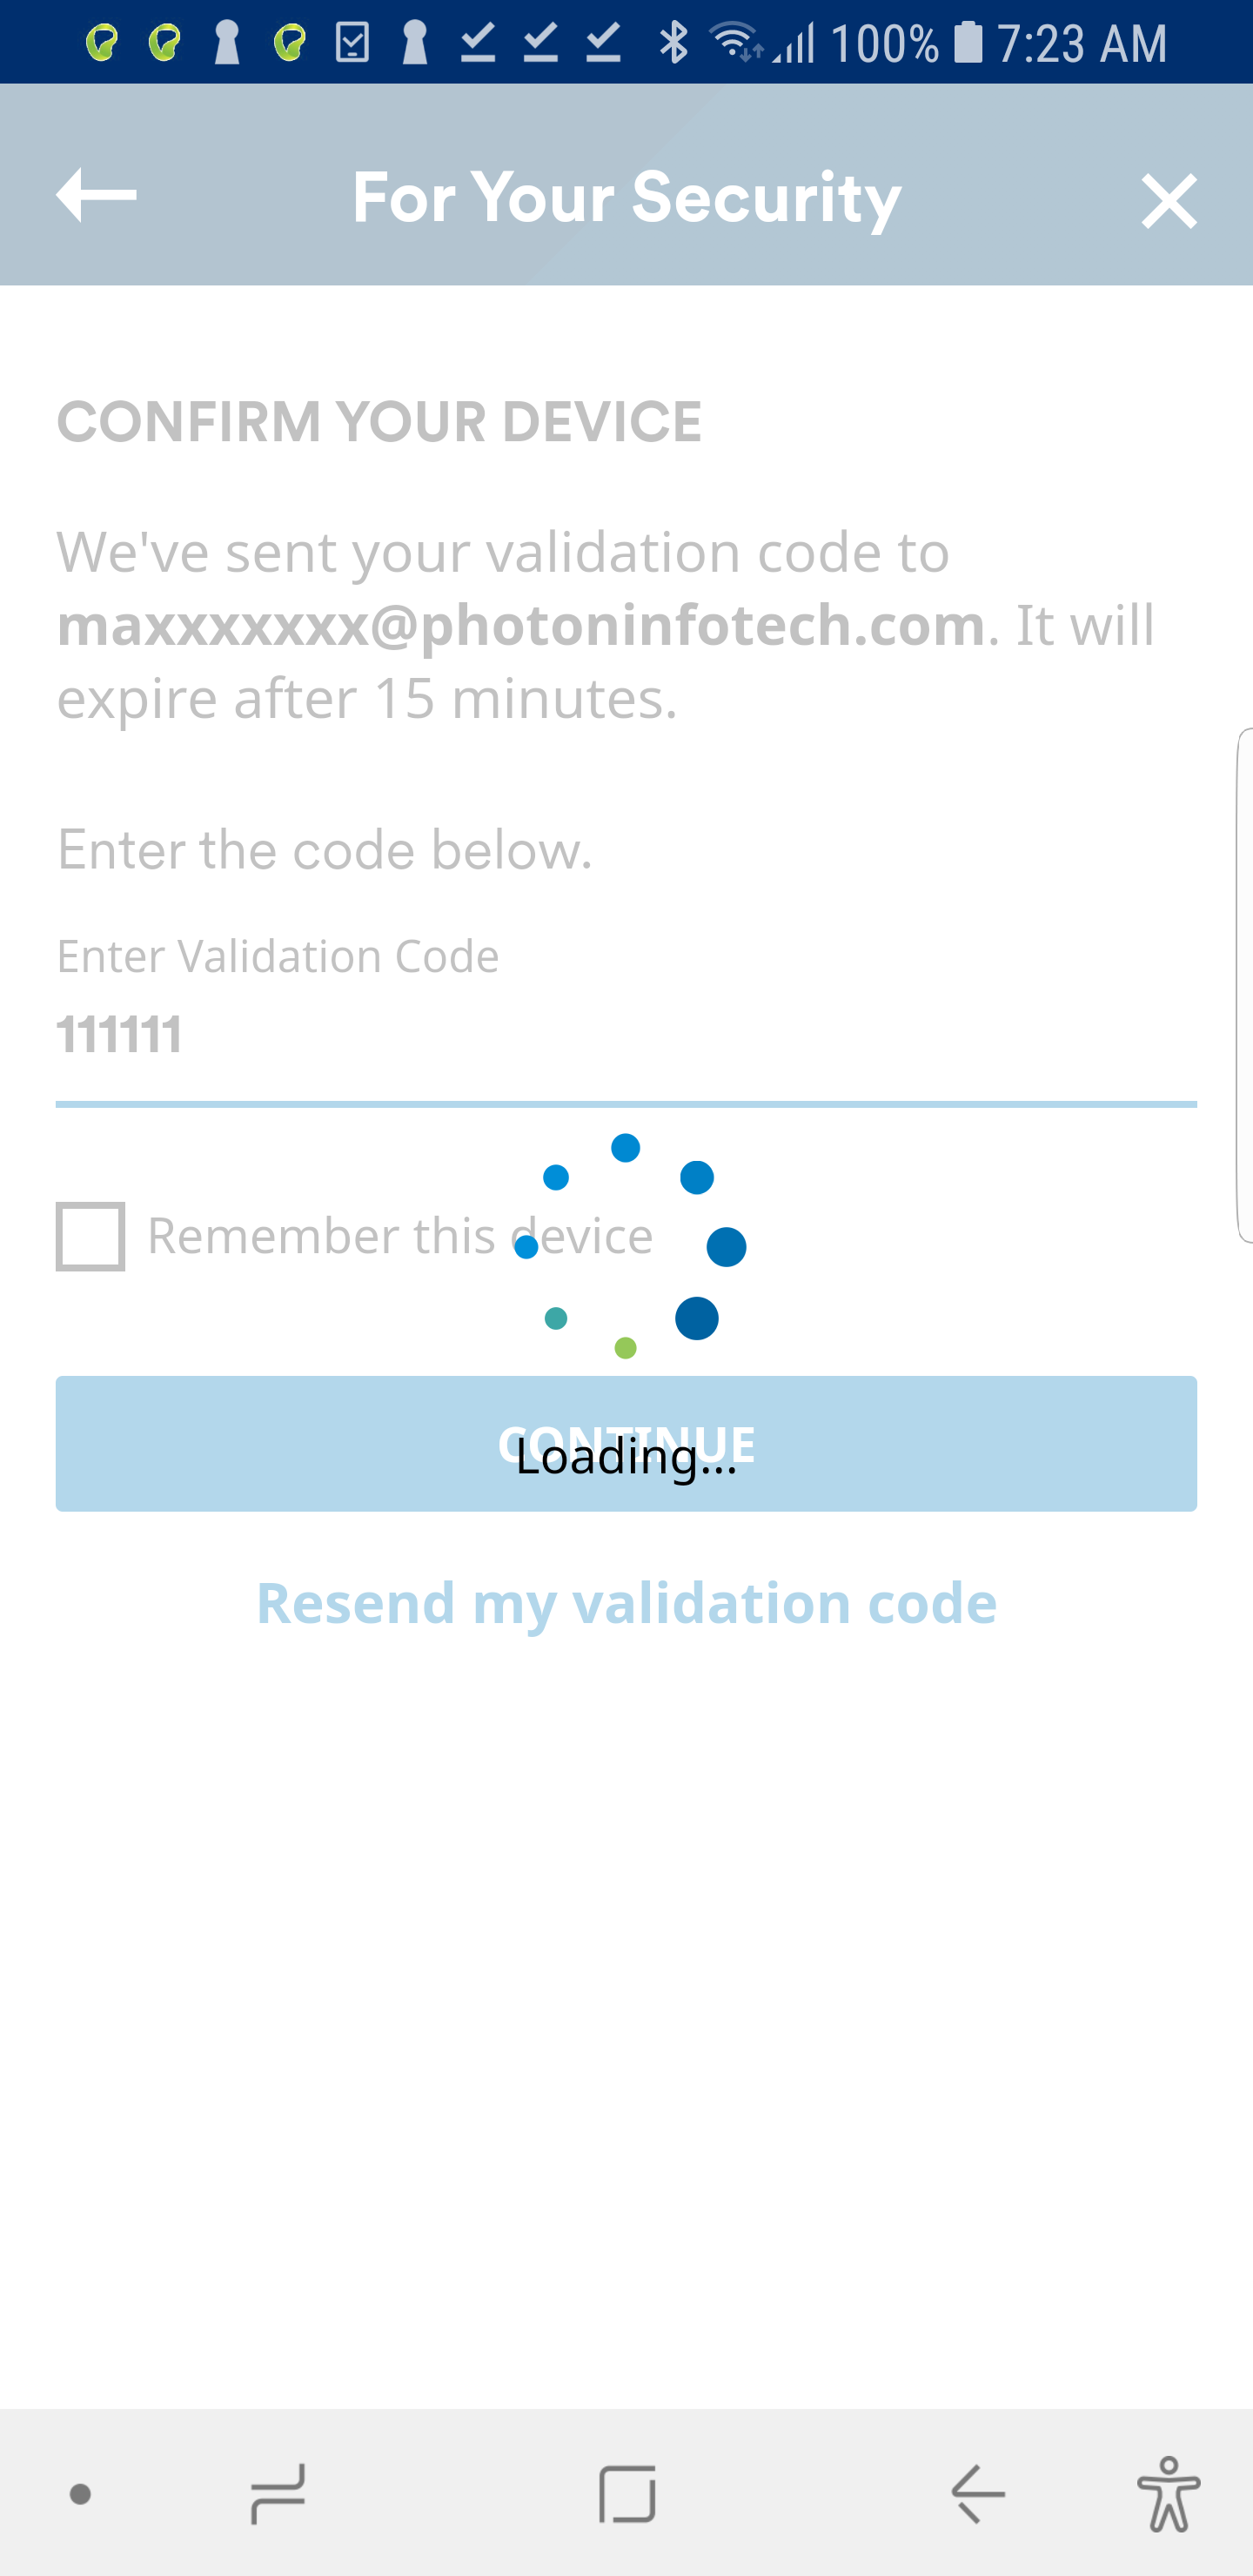 100% 7:23 AM
For Your Security
CONFIRM YOUR DEVICE
We've sent your validation code to
maxxxxxxx@photoninfotech.com. It will
expire after 15 minutes.
Enter the code below.
Enter Validation Code
111111
Remember this device
CONTINUE
Loading...
Resend my validation code